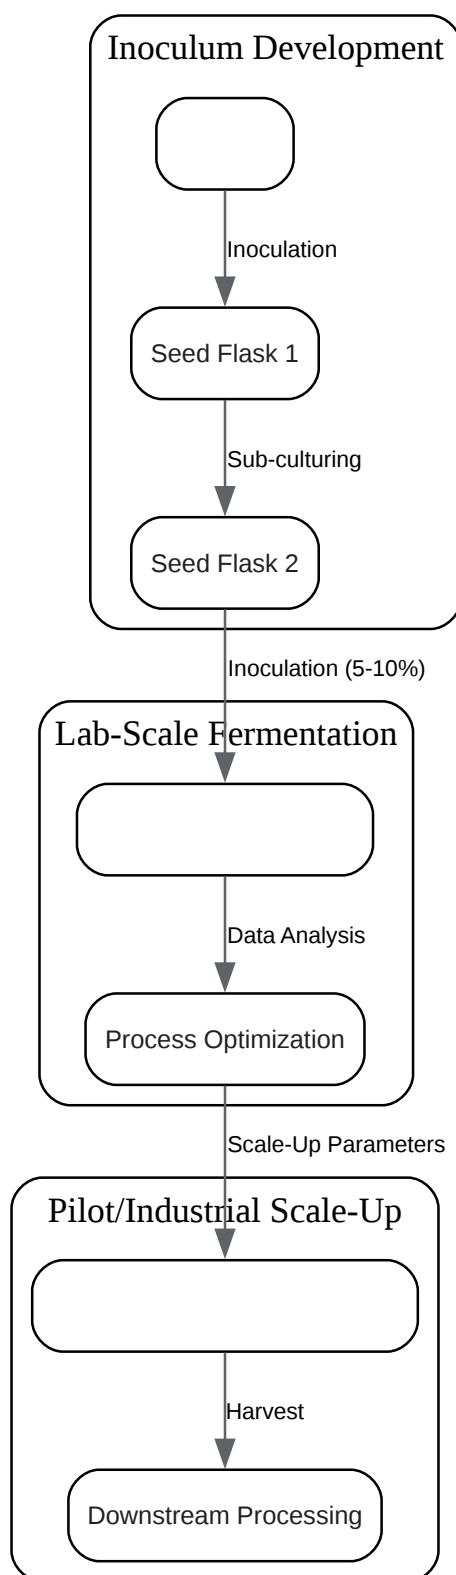 Inoculum Development
Inoculation
Seed Flask 1
Sub-culturing
Seed Flask 2
Inoculation (5-10%)
Lab-Scale Fermentation
Data Analysis
Process Optimization
Scale-Up Parameters
Pilot/Industrial Scale-Up
Harvest
Downstream Processing